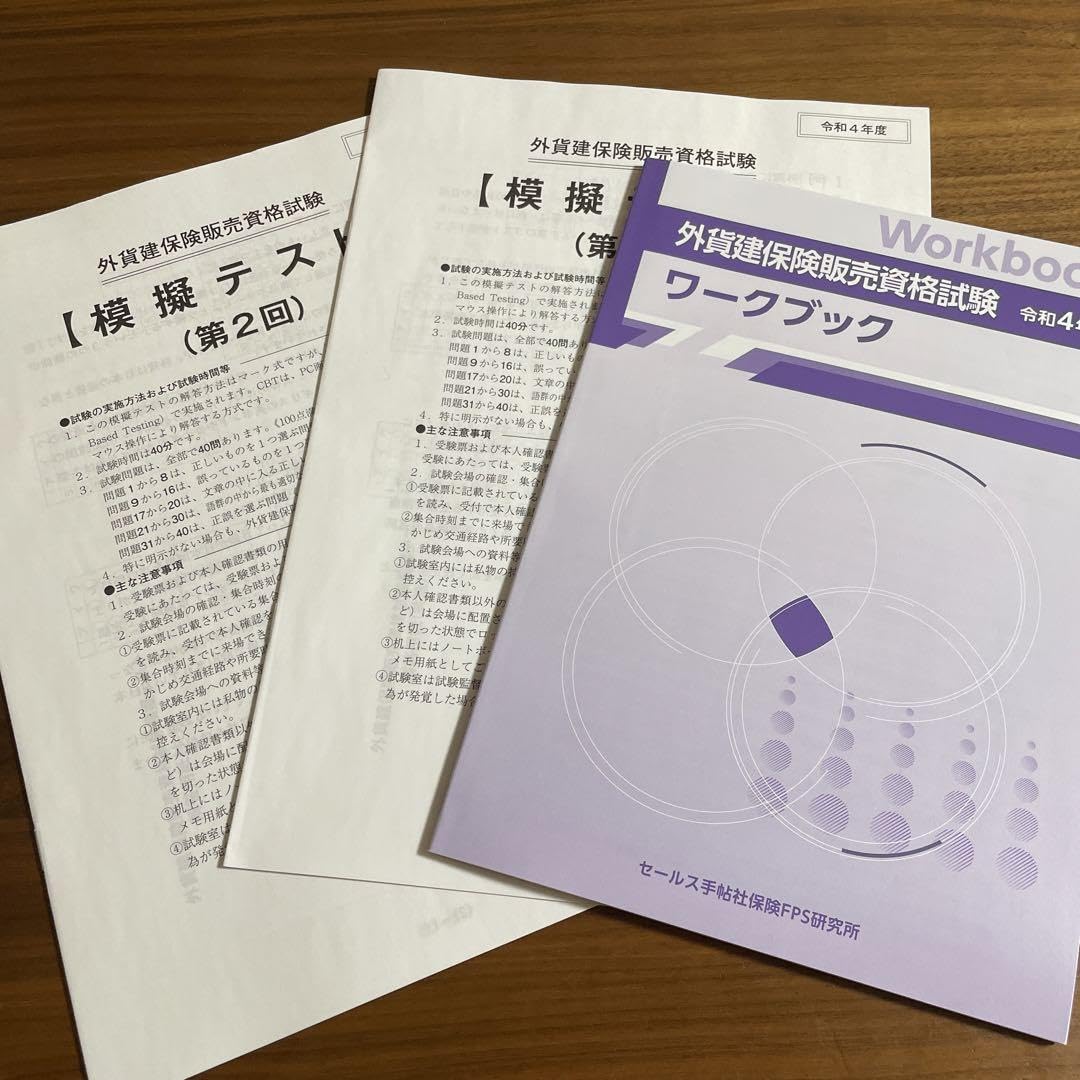 外貨建保険販売資格試験
【模擬テスト
（第２回）
●試験の実施方法および試験時間等
１．この模擬テストの解答方法はマーク式ですが、
Based Testing）で実施されます。CBTは、PC画
マウス操作により解答する方式です。
２．試験時間は40分です。
３．試験問題は、全部で40問あります。《100点満
問題１から８は、正しいものを１つ選ぶ問
問題９から16は、誤っているものを１つ
問題17から20は、文章の中に入る正し
問題21から30は、語群の中から最も適切な
問題31から40は、正誤を選ぶ問題
４．特に明示がない場合も、外貨建保険
●主な注意事項
１．受験票および本人確認書類の用
受験にあたっては、受験票およ
２．試験会場の確認・集合時刻の
①受験票に記載されている集合
を読み、受付で本人確認を
②集合時刻までに来場でき
かじめ交通経路や所要時
３．試験会場への資料等
①試験室内には私物の
控えください。
②本人確認書類以
ど）は会場に配
を切った状態
③机上にはノー
メモ用紙と
④試験室は
為が発
令和４年度
外貨建保険販売資格試験
【模擬
（第
●試験の実施方法および試験時間等
１．この模擬テストの解答方法は
Based Testing）で実施されま
マウス操作により解答する方
２．試験時間は40分です。
３．試験問題は、全部で40問あり
問題１から８は、正しいもの
問題９から16は、誤ってい
問題17から20は、文章の中
問題21から30は、語群の中
問題31から40は、正誤
４．特に明示がない場合も、
●主な注意事項
１．受験票および本人確認書
受験にあたっては、受験
２．試験会場の確認・集合
①受験票に記載されている
を読み、受付で本人確
②集合時刻までに来場で
かじめ交通経路や所要
３．試験会場への資料等
①試験室内には私物の持
控えください。
②本人確認書類以外の
ど）は会場に配置さ
を切った状態でロッ
③机上にはノートボー
メモ用紙としてご
④試験室は試験監督
為が発覚した場合
Workboo
外貨建保険販売資格試験 令和４年
ワークブック
セールス手帖社保険FPS研究所